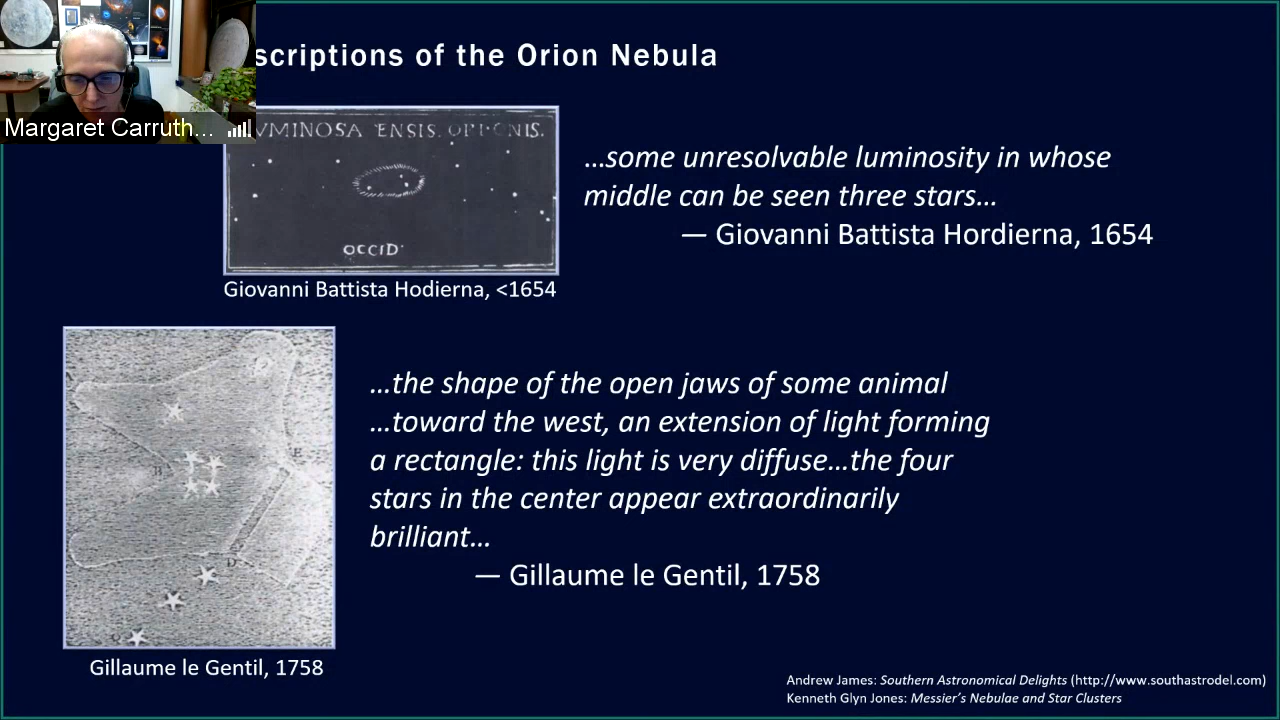 scriptions of the Orion Nebula
Margaret Carruth...
VMINOSA ENSIS. ORIONIS.
OCCID·
Giovanni Battista Hodierna, <1654
…some unresolvable luminosity in whose
middle can be seen three stars…
— Giovanni Battista Hordierna, 1654
E
D
Gillaume le Gentil, 1758
…the shape of the open jaws of some animal
…toward the west, an extension of light forming
a rectangle: this light is very diffuse…the four
stars in the center appear extraordinarily
brilliant…
— Gillaume le Gentil, 1758
Andrew James: Southern Astronomical Delights (http://www.southastrodel.com)
Kenneth Glyn Jones: Messier's Nebulae and Star Clusters